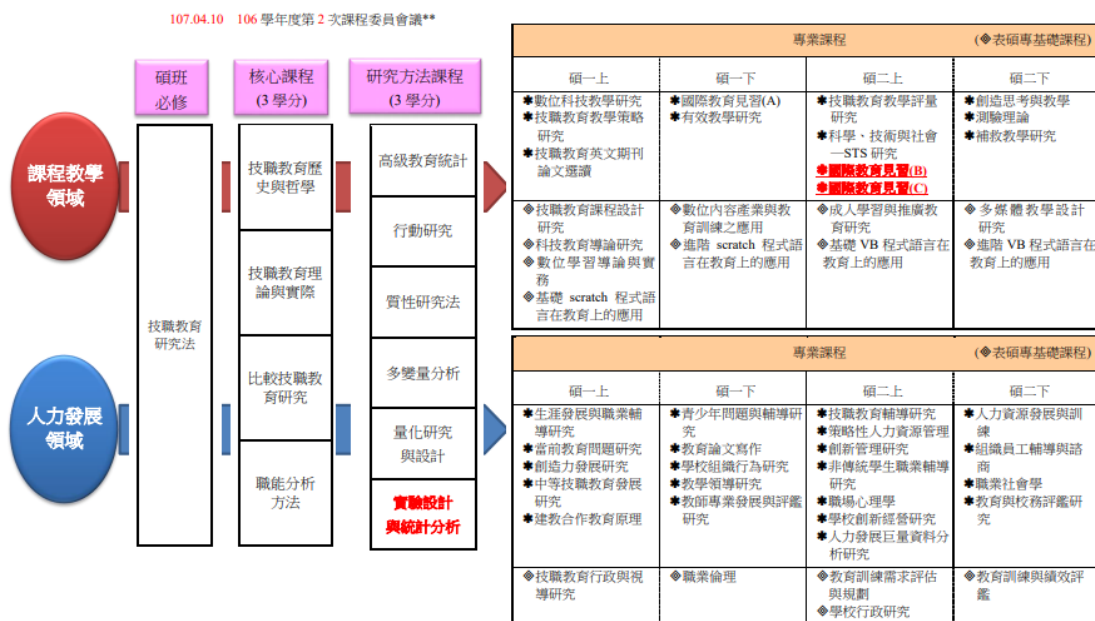 107.04.10 106 學年度第 2 次課程委員會議**
碩班
必修
核心課程
(3 學分)
研究方法課程
(3 學分)
課程教學
領域
人力發展
領域
技職教育
研究法
技職教育歷
史與哲學
技職教育理
論與實際
比較技職教
育研究
職能分析
方法
高級教育統計
行動研究
質性研究法
多變量分析
量化研究
與設計
實驗設計
與統計分析
專業課程 (◈表碩專基礎課程)
碩一上
碩一下
碩二上
碩二下
✱數位科技教學研究
✱技職教育教學策略
研究
✱技職教育英文期刊
論文選讀
✱國際教育見習(A)
✱有效教學研究
✱技職教育教學評量
研究
✱科學、技術與社會
—STS 研究
✱國際教育見習(B)
✱國際教育見習(C)
✱創造思考與教學
✱測驗理論
✱補救教學研究
◈技職教育課程設計
研究
◈科技教育導論研究
◈數位學習導論與實
務
◈基礎 scratch 程式語
言在教育上的應用
◈數位內容產業與教
育訓練之應用
◈進階 scratch 程式語
言在教育上的應用
◈成人學習與推廣教
育研究
◈基礎 VB 程式語言在
教育上的應用
◈多媒體教學設計
研究
◈進階 VB 程式語言在
教育上的應用
專業課程 (◈表碩專基礎課程)
碩一上
碩一下
碩二上
碩二下
✱生涯發展與職業輔
導研究
✱當前教育問題研究
✱創造力發展研究
✱中等技職教育發展
研究
✱建教合作教育原理
✱青少年問題與輔導研
究
✱教育論文寫作
✱學校組織行為研究
✱教學領導研究
✱教師專業發展與評鑑
研究
✱技職教育輔導研究
✱策略性人力資源管理
✱創新管理研究
✱非傳統學生職業輔導
研究
✱職場心理學
✱學校創新經營研究
✱人力發展巨量資料分
析研究
✱人力資源發展與訓
練
✱組織員工輔導與諮
商
✱職業社會學
✱教育與校務評鑑研
究
◈技職教育行政與視
導研究
◈職業倫理
◈教育訓練需求評估
與規劃
◈學校行政研究
◈教育訓練與績效評
鑑